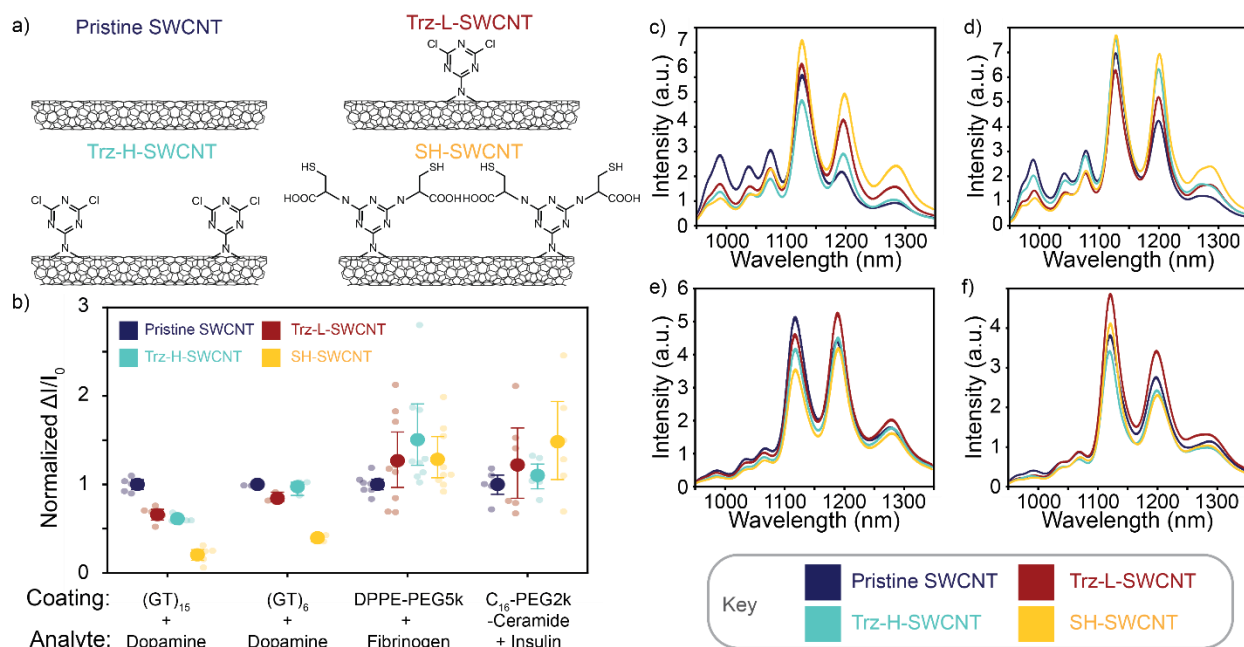 a)
Pristine SWCNT
Trz-L-SWCNT
Cl
Cl
N
N
N
N
Trz-H-SWCNT
SH-SWCNT
Cl
Cl
Cl
Cl
N
N
N
N
N
N
N
N
HS
SH
HS
SH
HOOC
COOH
HOOC
COOH
N
N
N
N
N
N
N
N
N
N
N
N
b)
Normalized ΔI/I₀
3
2
1
0
Pristine SWCNT
Trz-L-SWCNT
Trz-H-SWCNT
SH-SWCNT
Coating:
(GT)₁₅
(GT)₆
DPPE-PEG5k
C₁₆-PEG2k
-Ceramide
+
+
+
Analyte:
Dopamine
Dopamine
Fibrinogen
+ Insulin
c)
Intensity (a.u.)
7
6
5
4
3
2
1
0
1000
1100
1200
1300
Wavelength (nm)
d)
Intensity (a.u.)
7
6
5
4
3
2
1
0
1000
1100
1200
1300
Wavelength (nm)
e)
Intensity (a.u.)
6
5
4
3
2
1
0
1000
1100
1200
1300
Wavelength (nm)
f)
Intensity (a.u.)
4
3
2
1
0
1000
1100
1200
1300
Wavelength (nm)
Key
Pristine SWCNT
Trz-L-SWCNT
Trz-H-SWCNT
SH-SWCNT